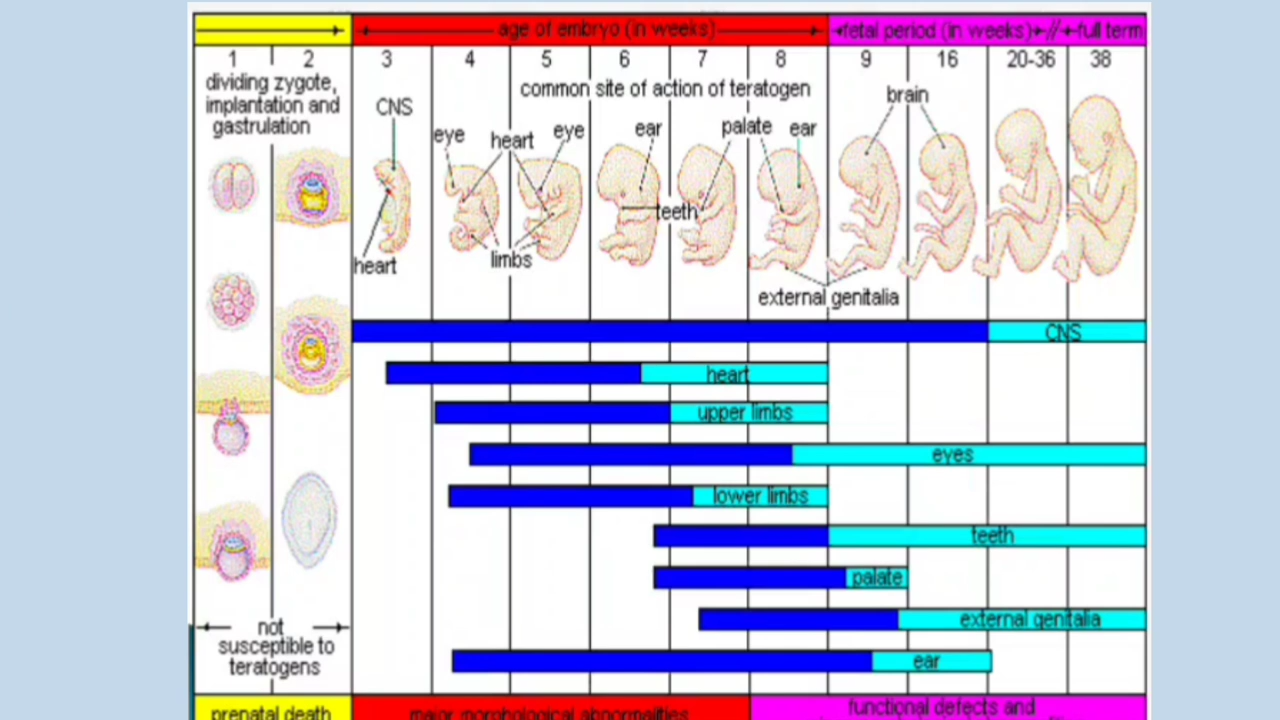 age of embryo (in weeks)
fetal period (in weeks)
full term
1
2
3
4
5
6
7
8
9
16
20-36
38
dividing zygote,
implantation and
gastrulation
common site of action of teratogen
CNS
eye
heart
eye
ear
palate
ear
brain
heart
limbs
teeth
external genitalia
CNS
heart
upper limbs
eyes
lower limbs
teeth
palate
external genitalia
ear
not
susceptible to
teratogens
prenatal death
major morphological abnormalities
functional defects and